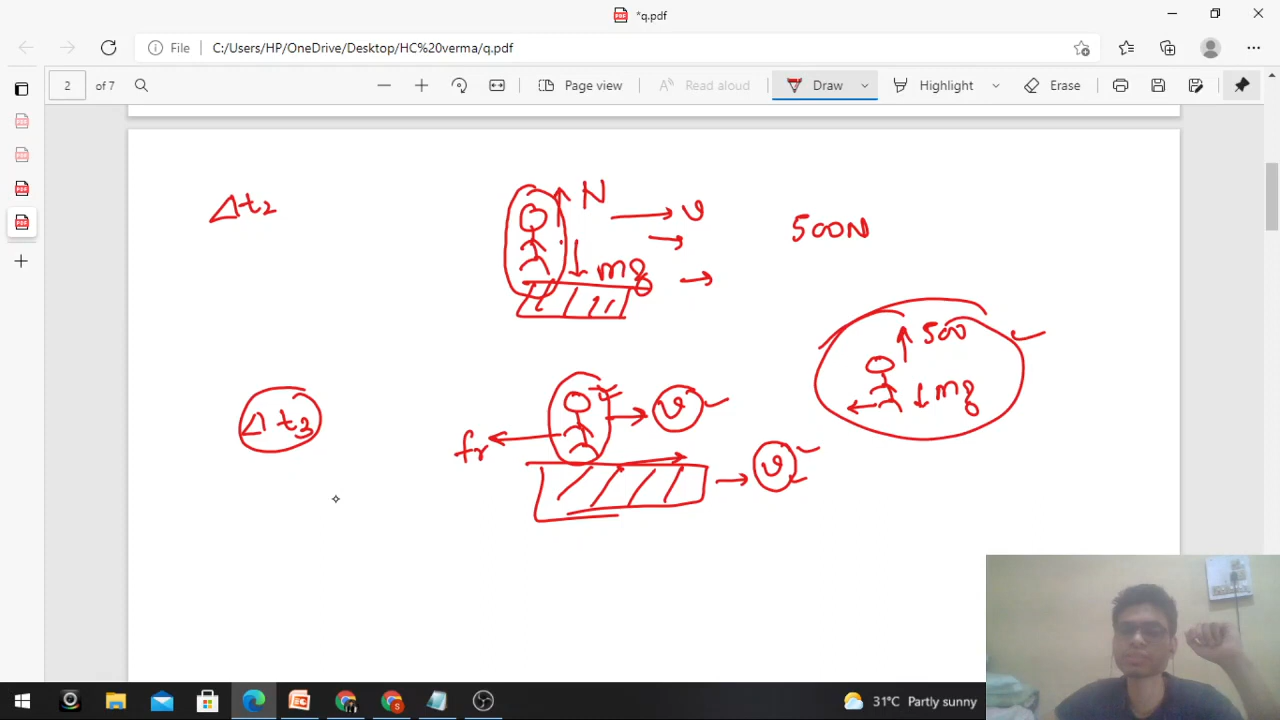 *q.pdf
File
C:/Users/HP/OneDrive/Desktop/HC%20verma/q.pdf
2 of 7
Page view
Read aloud
Draw
Highlight
Erase
Δt₂
N
v
500N
mg
500
mg
Δt₃
v
fr
v
31°C Partly sunny